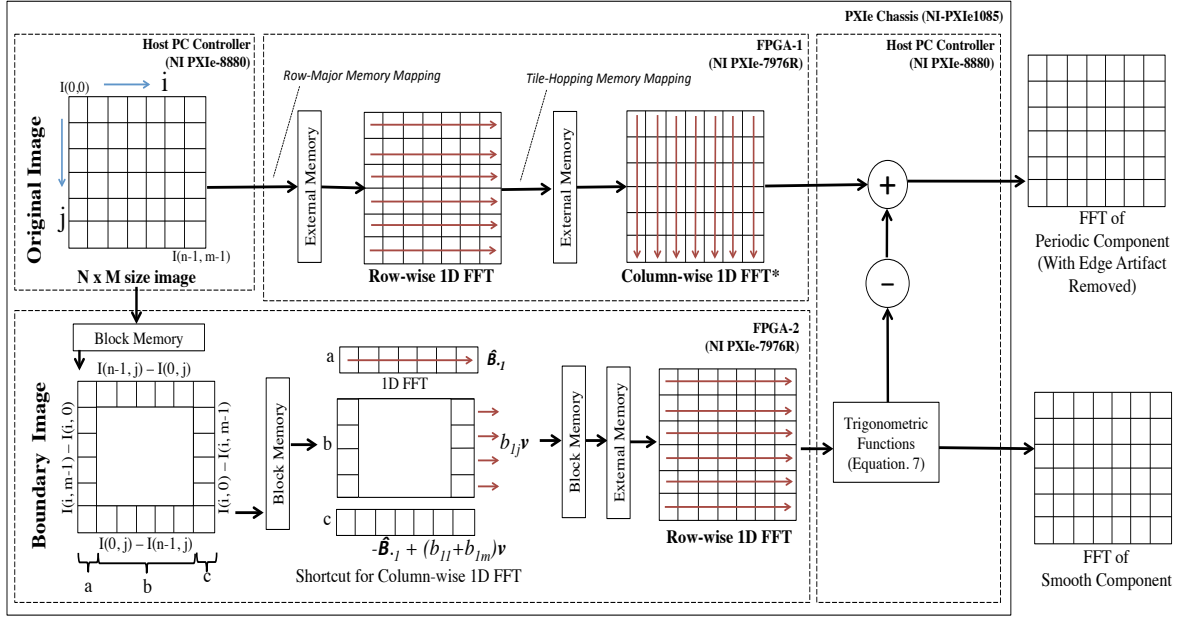 PXIe Chassis (NI-PXIe1085)
Host PC Controller
(NI PXIe-8880)
I(0,0)
i
j
Original Image
I(n-1, m-1)
N x M size image
FPGA-1
(NI PXIe-7976R)
Row-Major Memory Mapping
Tile-Hopping Memory Mapping
External Memory
Row-wise 1D FFT
External Memory
Column-wise 1D FFT*
Host PC Controller
(NI PXIe-8880)
+
−
FFT of
Periodic Component
(With Edge Artifact
Removed)
Block Memory
FPGA-2
(NI PXIe-7976R)
I(n-1, j) – I(0, j)
Boundary Image
I(i, m-1) – I(i, 0)
I(i, 0) – I(i, m-1)
I(0, j) – I(n-1, j)
a
b
c
Block Memory
a
B̂.1
1D FFT
b
b1jv
c
-B̂.1 + (b11+b1m)v
Shortcut for Column-wise 1D FFT
Block Memory
External Memory
Row-wise 1D FFT
Trigonometric
Functions
(Equation. 7)
FFT of
Smooth Component